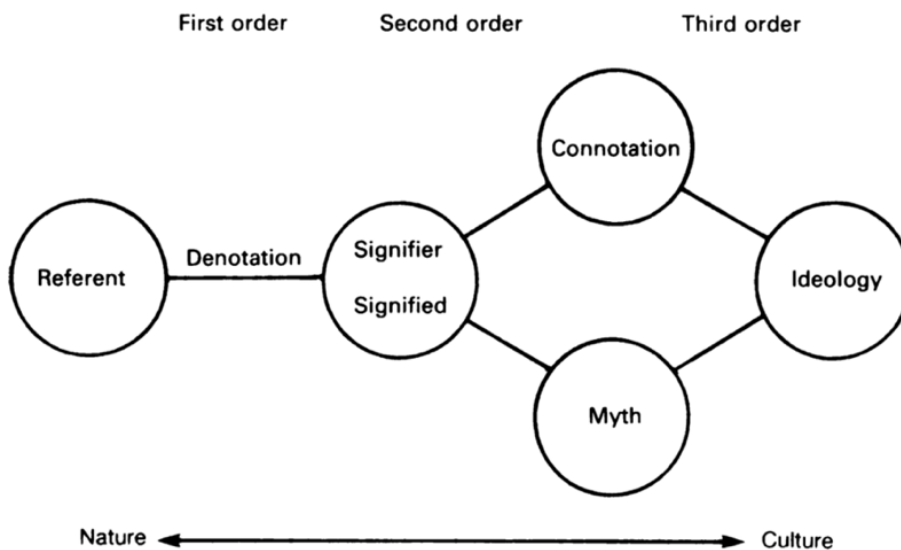 First order Second order Third order
Connotation
Denotation
Signifier
Referent
Ideology
Signified
Myth
Nature Culture